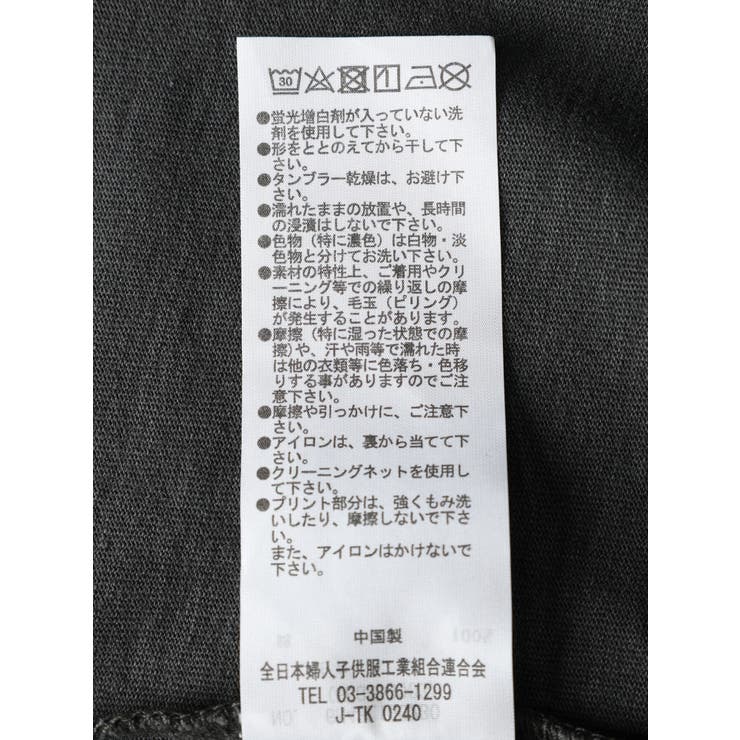 30
●蛍光増白剤が入っていない洗
剤を使用して下さい。
●形をととのえてから干して下
さい。
●タンブラー乾燥は、お避け下
さい。
●濡れたままの放置や、長時間
の浸漬はしないで下さい。
●色物(特に濃色)は白物・淡
色物と分けてお洗い下さい。
●素材の特性上、ご着用やクリ
ーニング等での繰り返しの摩
擦により、毛玉(ピリング)
が発生することがあります。
●摩擦(特に湿った状態での摩
擦)や、汗や雨等で濡れた時
は他の衣類等に色落ち・色移
りする事がありますのでご注
意下さい。
●摩擦や引っかけに、ご注意下
さい。
●アイロンは、裏から当てて下
さい。
●クリーニングネットを使用し
て下さい。
●プリント部分は、強くもみ洗
いしたり、摩擦しないで下さ
い。
また、アイロンはかけないで
下さい。
中国製
全日本婦人子供服工業組合連合会
TEL 03-3866-1299
J-TK 0240